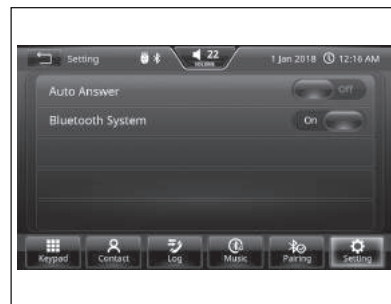 Setting 22 1 Jan 2018 12:16 AM
VOLUME
Auto Answer Off
Bluetooth System On
Keypad Contact Log Music Pairing Setting